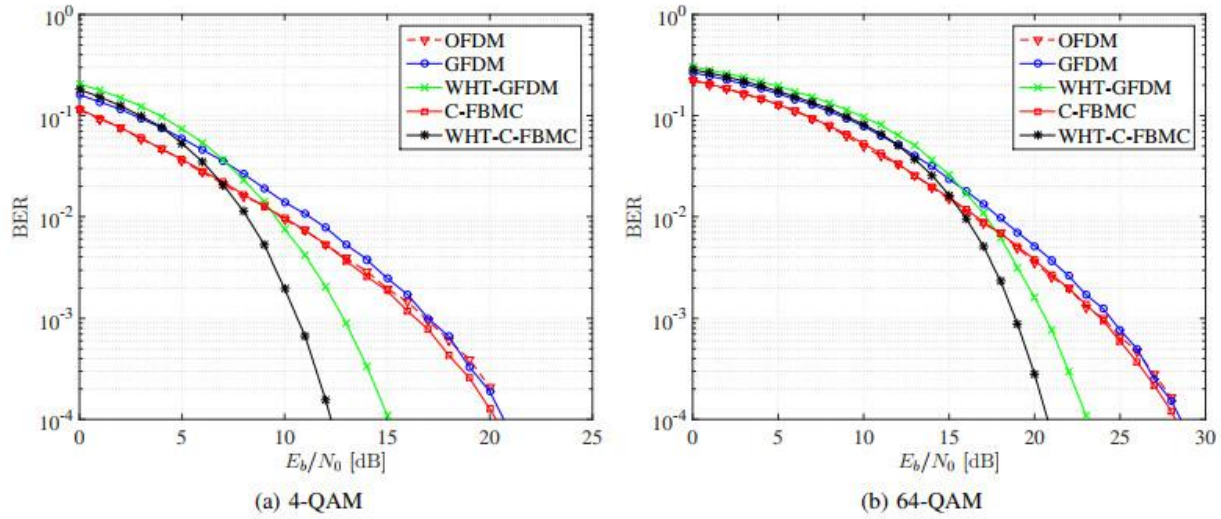 10^0
10^-1
10^-2
10^-3
10^-4
BER
0 5 10 15 20 25
E_b/N_0 [dB]
OFDM
GFDM
WHT-GFDM
C-FBMC
WHT-C-FBMC
(a) 4-QAM
10^0
10^-1
10^-2
10^-3
10^-4
BER
0 5 10 15 20 25 30
E_b/N_0 [dB]
OFDM
GFDM
WHT-GFDM
C-FBMC
WHT-C-FBMC
(b) 64-QAM